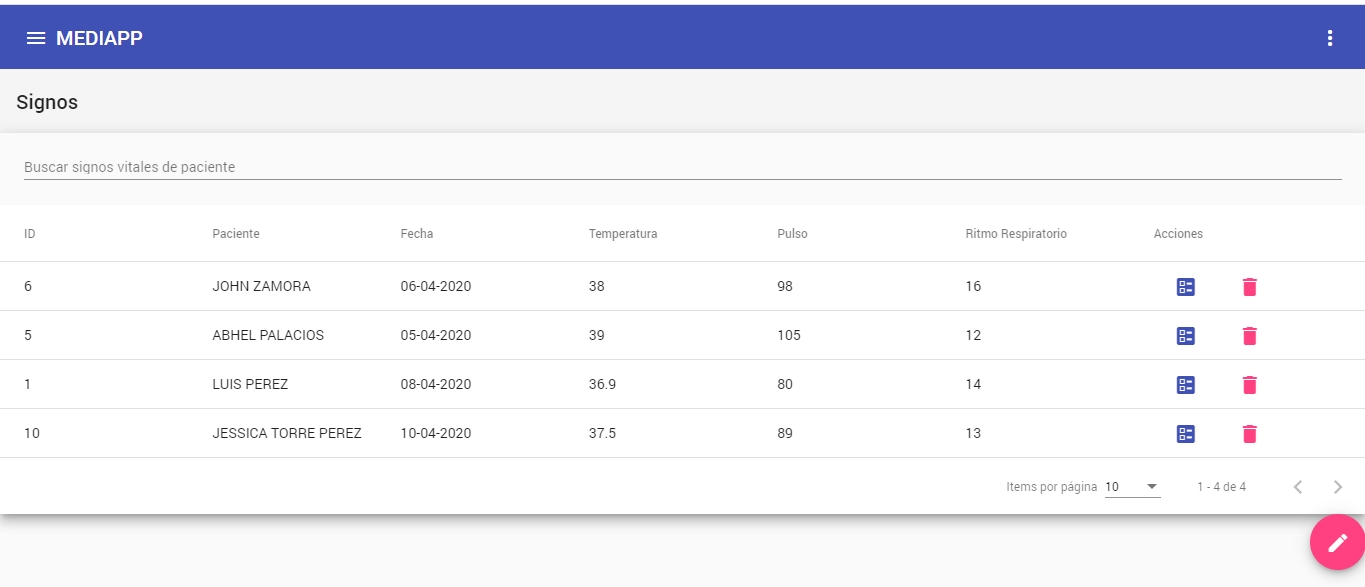 MEDIAPP
Signos
Buscar signos vitales de paciente
ID Paciente Fecha Temperatura Pulso Ritmo Respiratorio Acciones
6 JOHN ZAMORA 06-04-2020 38 98 16
5 ABHEL PALACIOS 05-04-2020 39 105 12
1 LUIS PEREZ 08-04-2020 36.9 80 14
10 JESSICA TORRE PEREZ 10-04-2020 37.5 89 13
Items por página 10 1 - 4 de 4